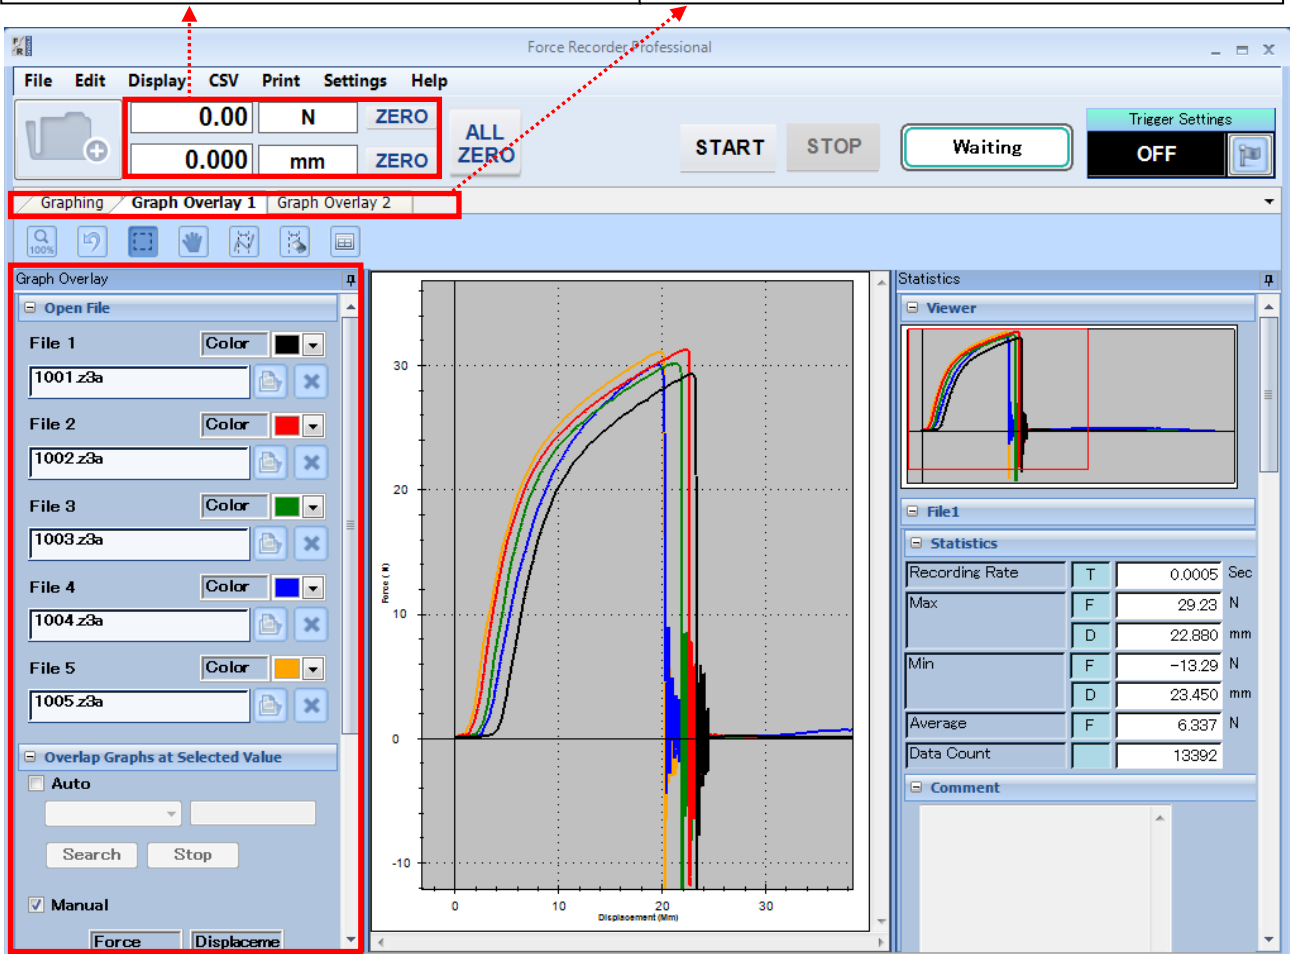 Force Recorder Professional
File Edit Display CSV Print Settings Help
0.00 N ZERO
0.000 mm ZERO
ALL
ZERO
START STOP Waiting
Trigger Settings
OFF
Graphing Graph Overlay 1 Graph Overlay 2
100%
Graph Overlay
Open File
File 1 Color
1001.z3a
File 2 Color
1002.z3a
File 3 Color
1003.z3a
File 4 Color
1004.z3a
File 5 Color
1005.z3a
Overlap Graphs at Selected Value
Auto
Search Stop
Manual
Force Displaceme
30
20
10
0
-10
Force ( N )
0 10 20 30
Displacement (Mm)
Statistics
Viewer
File1
Statistics
Recording Rate T 0.0005 Sec
Max F 29.23 N
D 22.880 mm
Min F -13.29 N
D 23.450 mm
Average F 6.337 N
Data Count 13392
Comment